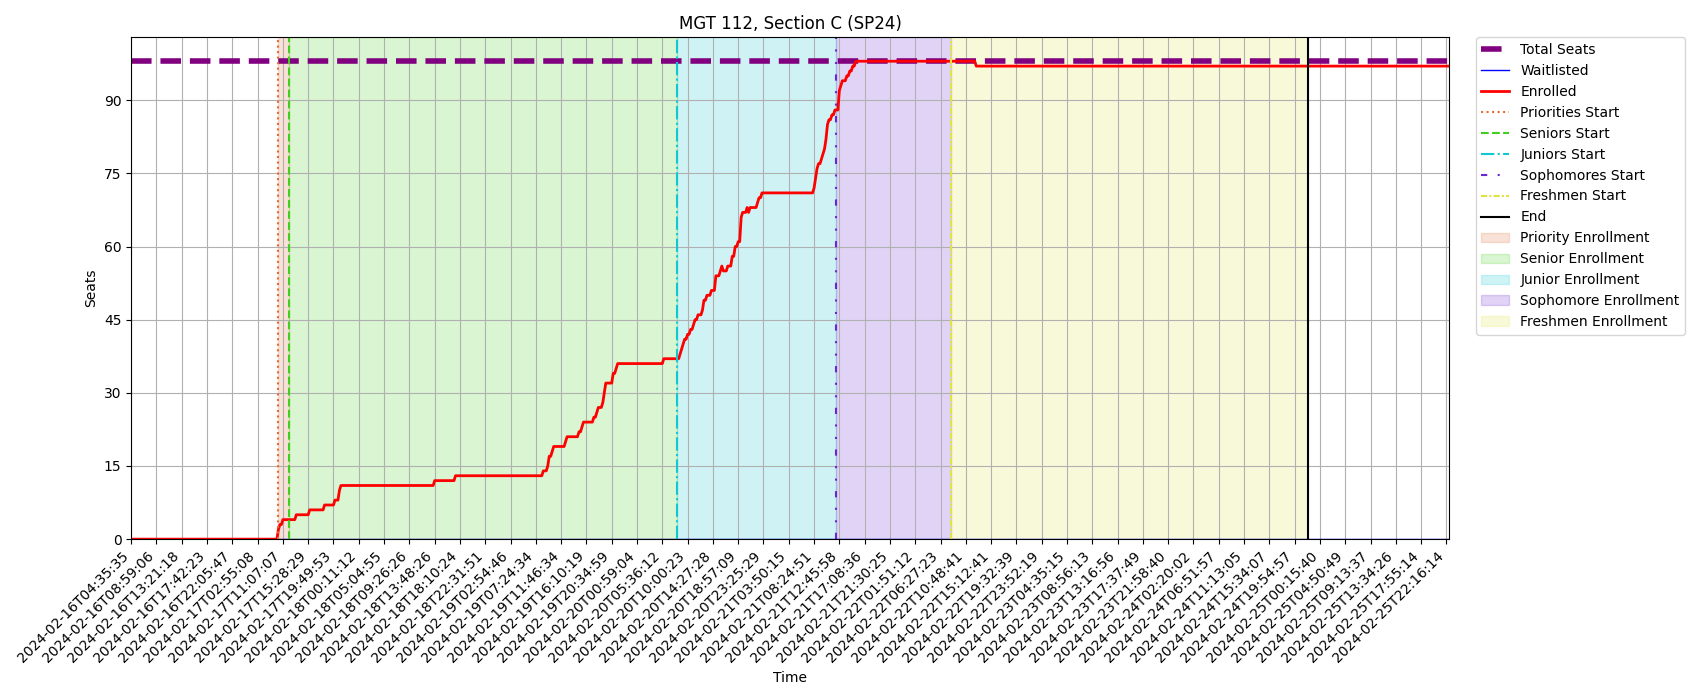 MGT 112, Section C (SP24)
Total Seats
Waitlisted
Enrolled
Priorities Start
Seniors Start
Juniors Start
Sophomores Start
Freshmen Start
End
Priority Enrollment
Senior Enrollment
Junior Enrollment
Sophomore Enrollment
Freshmen Enrollment
Seats
90
75
60
45
30
15
0
2024-02-16T04:35:35
2024-02-16T08:59:06
2024-02-16T13:21:18
2024-02-16T17:42:23
2024-02-16T22:05:47
2024-02-17T02:55:08
2024-02-17T11:07:07
2024-02-17T15:28:29
2024-02-17T19:49:53
2024-02-18T00:11:12
2024-02-18T05:04:55
2024-02-18T09:26:26
2024-02-18T13:48:26
2024-02-18T18:10:24
2024-02-18T22:31:51
2024-02-19T02:54:46
2024-02-19T07:24:34
2024-02-19T11:46:34
2024-02-19T16:10:19
2024-02-19T20:34:59
2024-02-20T00:59:04
2024-02-20T05:36:12
2024-02-20T10:00:23
2024-02-20T14:27:28
2024-02-20T18:57:09
2024-02-20T23:25:29
2024-02-21T03:50:15
2024-02-21T08:24:51
2024-02-21T12:45:58
2024-02-21T17:08:36
2024-02-21T21:30:25
2024-02-22T01:51:12
2024-02-22T06:27:23
2024-02-22T10:48:41
2024-02-22T15:12:41
2024-02-22T19:32:39
2024-02-22T23:52:19
2024-02-23T04:35:15
2024-02-23T08:56:13
2024-02-23T13:16:56
2024-02-23T17:37:49
2024-02-23T21:58:40
2024-02-24T02:20:02
2024-02-24T06:51:57
2024-02-24T11:13:05
2024-02-24T15:34:07
2024-02-24T19:54:57
2024-02-25T00:15:40
2024-02-25T04:50:49
2024-02-25T09:13:37
2024-02-25T13:34:26
2024-02-25T17:55:14
2024-02-25T22:16:14
Time